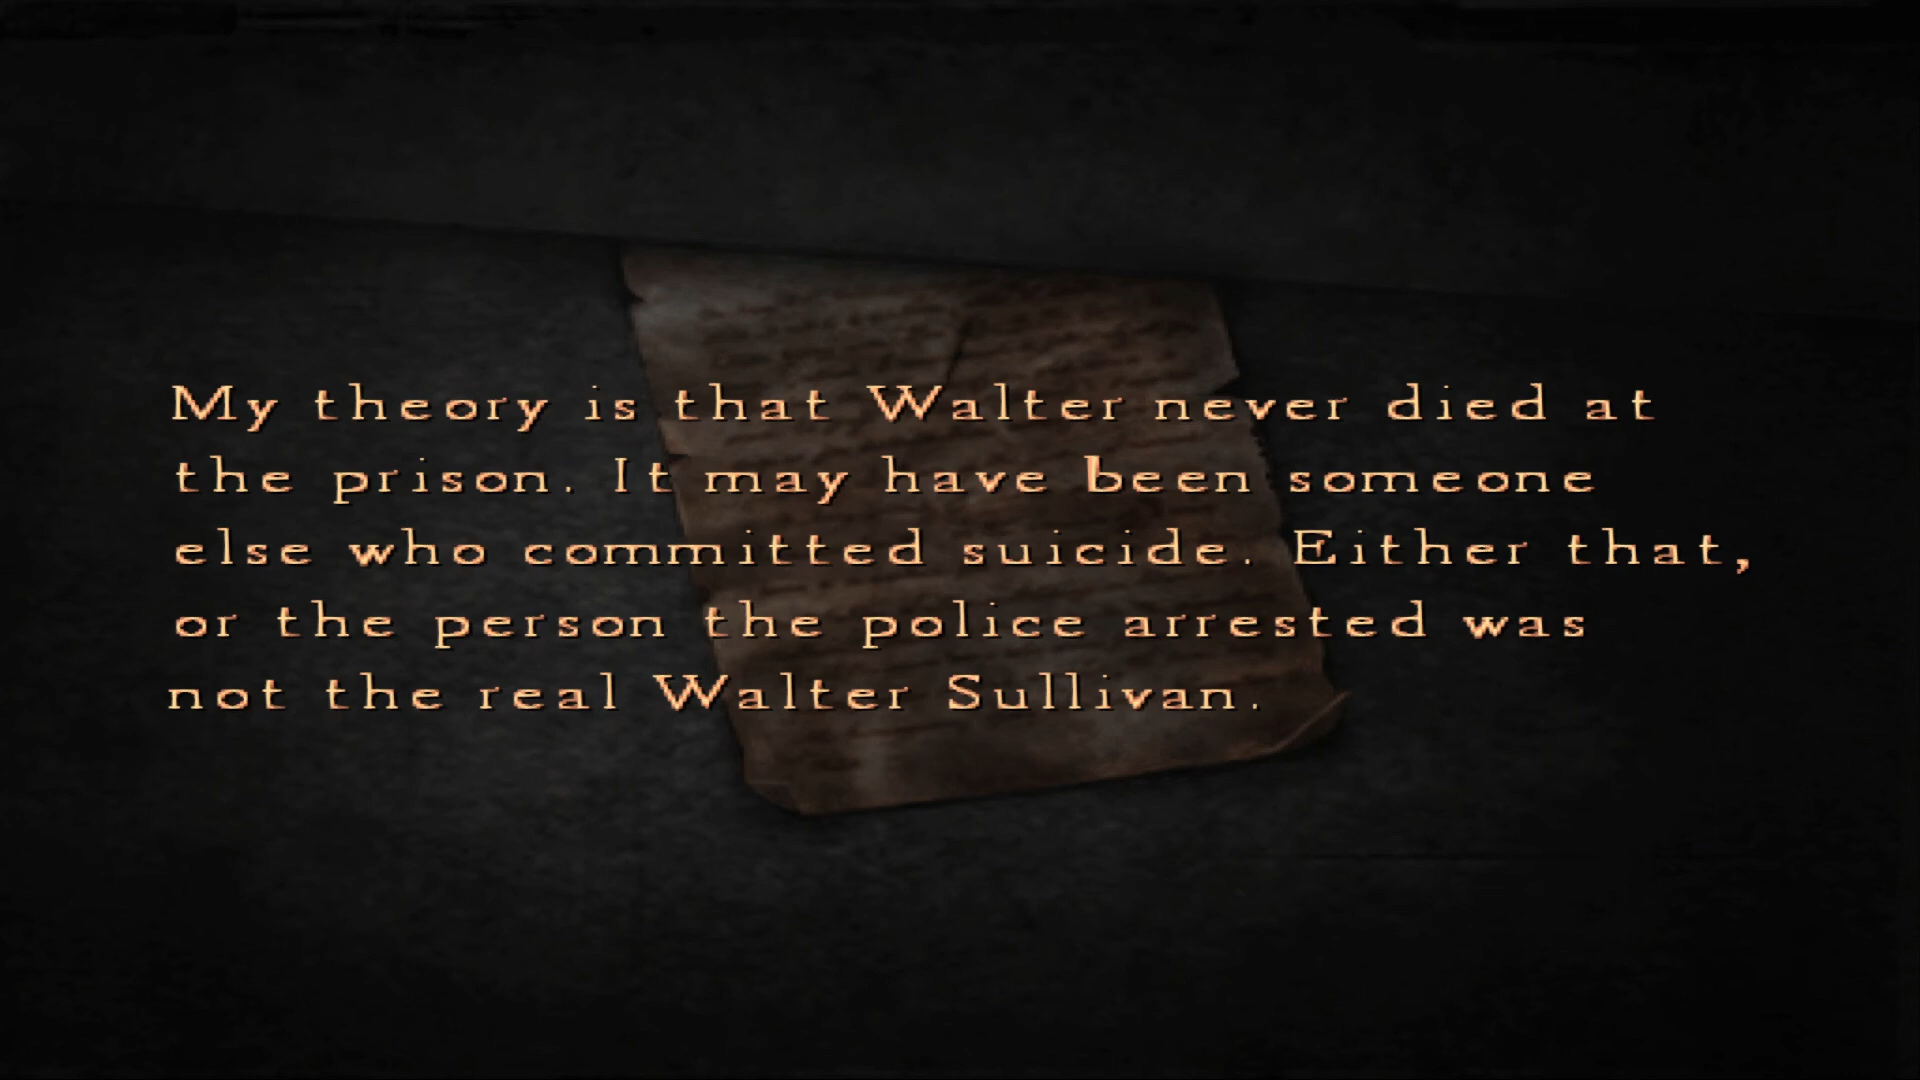 My theory is that Walter never died at
the prison. It may have been someone
else who committed suicide. Either that,
or the person the police arrested was
not the real Walter Sullivan.